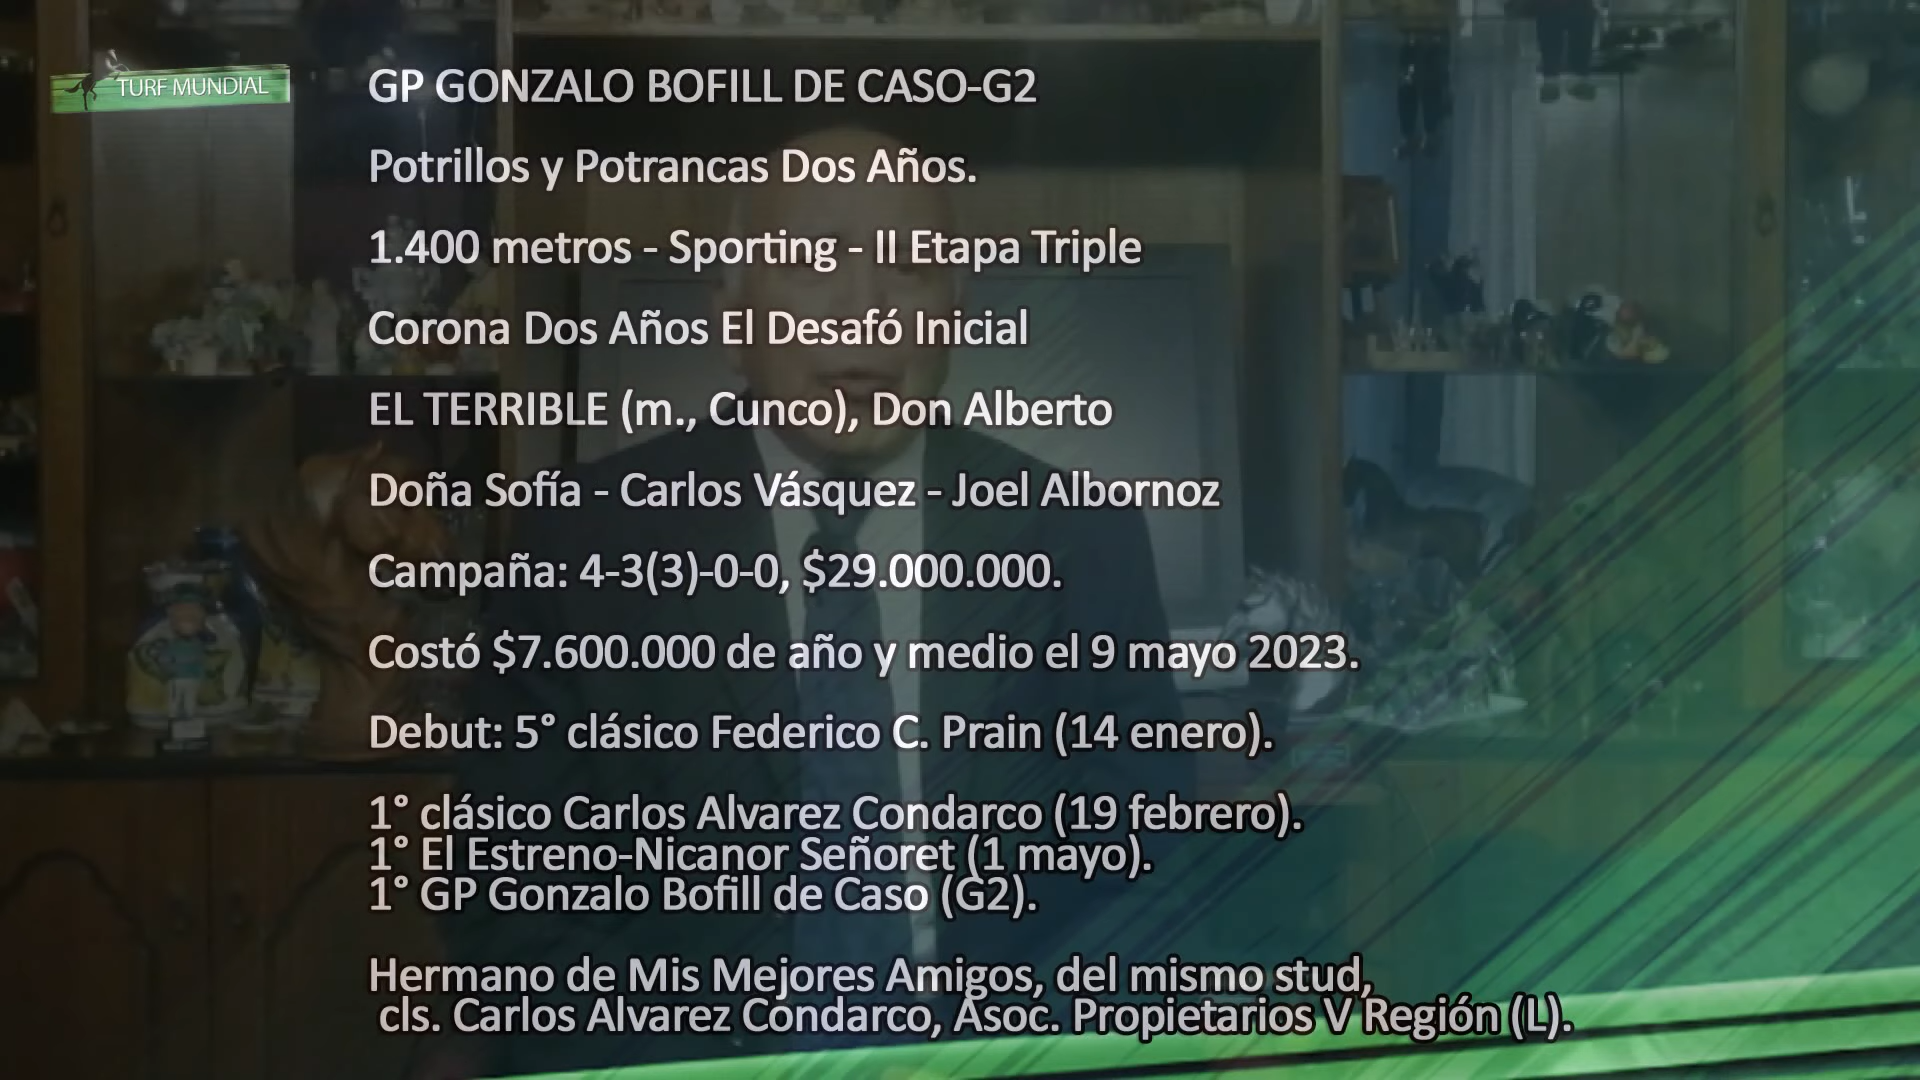 TURF MUNDIAL
GP GONZALO BOFILL DE CASO-G2
Potrillos y Potrancas Dos Años.
1.400 metros - Sporting - II Etapa Triple
Corona Dos Años El Desafó Inicial
EL TERRIBLE (m., Cunco), Don Alberto
Doña Sofía - Carlos Vásquez - Joel Albornoz
Campaña: 4-3(3)-0-0, $29.000.000.
Costó $7.600.000 de año y medio el 9 mayo 2023.
Debut: 5° clásico Federico C. Prain (14 enero).
1° clásico Carlos Alvarez Condarco (19 febrero).
1° El Estreno-Nicanor Señoret (1 mayo).
1° GP Gonzalo Bofill de Caso (G2).
Hermano de Mis Mejores Amigos, del mismo stud,
cls. Carlos Alvarez Condarco, Asoc. Propietarios V Región (L).